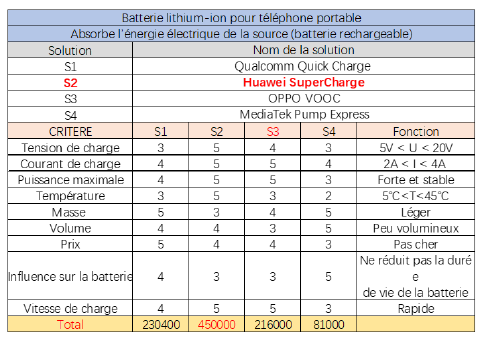 Batterie lithium-ion pour téléphone portable
Absorbe l'énergie électrique de la source (batterie rechargeable)
Solution Nom de la solution
S1 Qualcomm Quick Charge
S2 Huawei SuperCharge
S3 OPPO VOOC
S4 MediaTek Pump Express
CRITERE S1 S2 S3 S4 Fonction
Tension de charge 3 5 4 3 5V < U < 20V
Courant de charge 4 5 5 4 2A < I < 4A
Puissance maximale 4 5 5 3 Forte et stable
Température 3 5 3 2 5℃<T<45℃
Masse 5 3 4 5 Léger
Volume 4 4 3 5 Peu volumineux
Prix 5 4 4 3 Pas cher
Influence sur la batterie 4 3 3 5 Ne réduit pas la duré
e
de vie de la batterie
Vitesse de charge 4 5 5 3 Rapide
Total 230400 450000 216000 81000